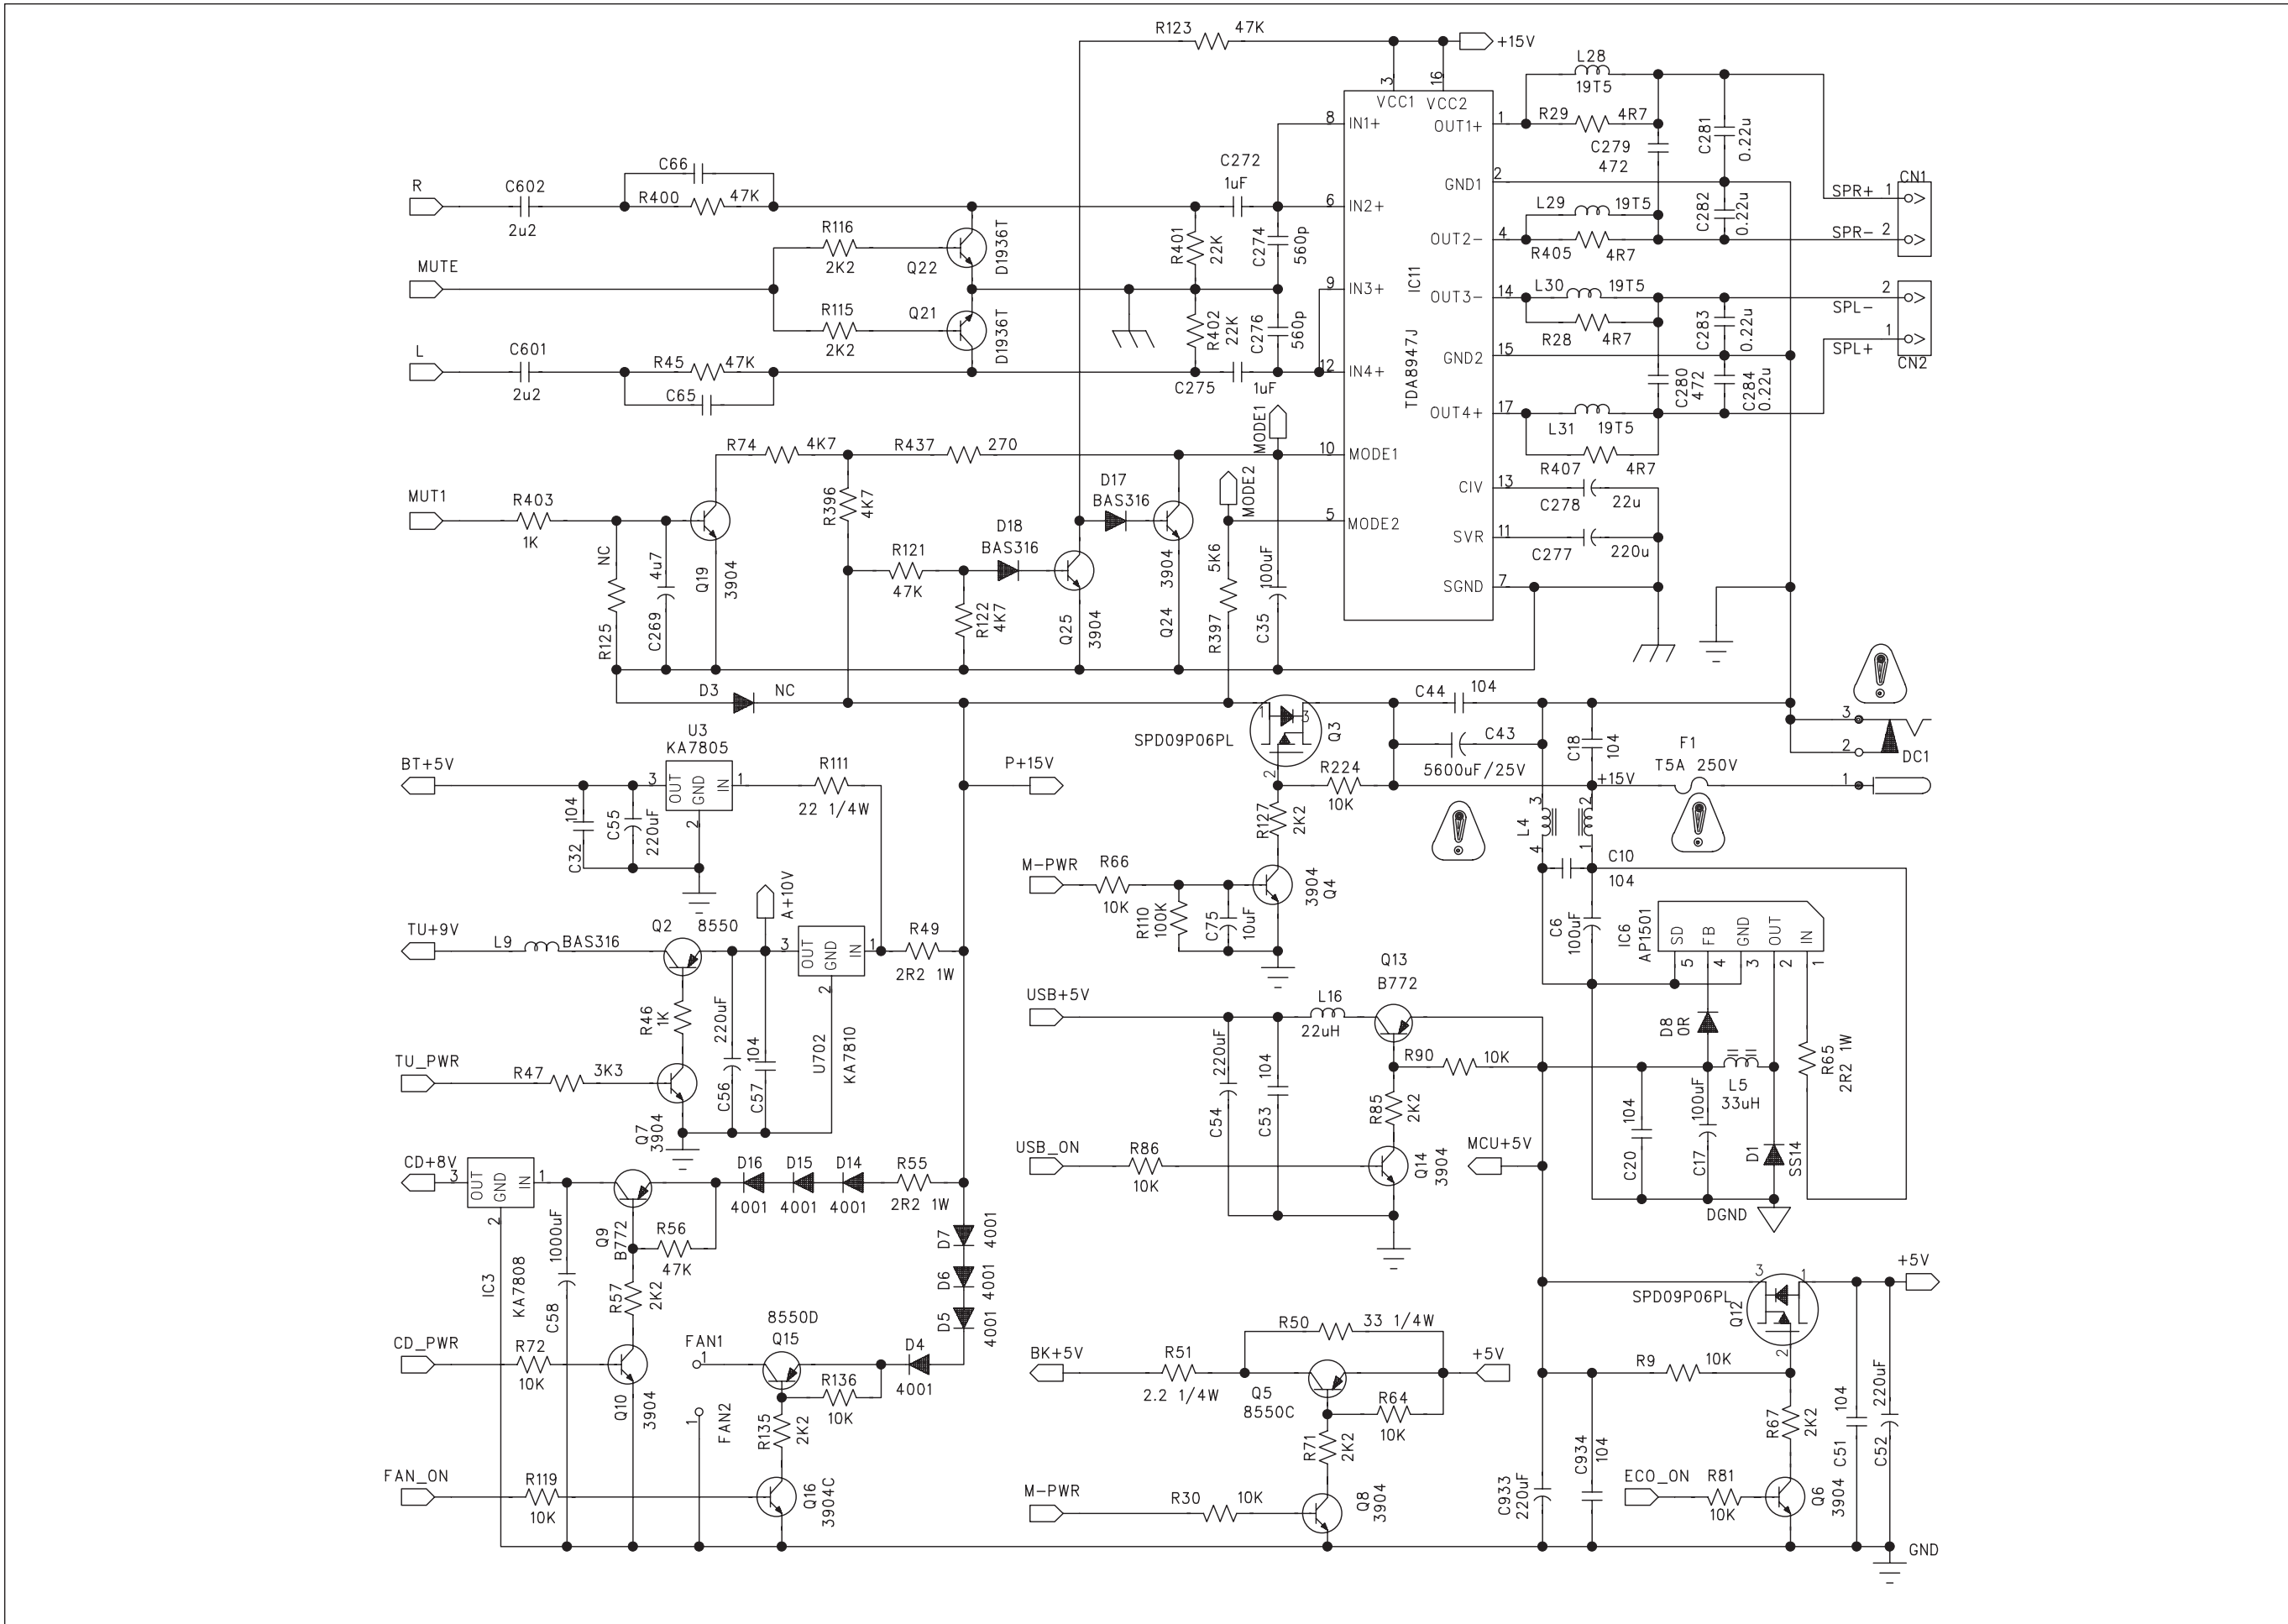 R123 47K
+15V
3 16
VCC1 VCC2
L28
19T5
8 IN1+
OUT1+ 1
R29 4R7
C279
472
C281
0.22u
C66
C272
1uF
R
C602
2u2
R400 47K
GND1 2
CN1
SPR+ 1
6 IN2+
L29 19T5
C282
0.22u
R116
2K2
Q22
D1936T
R401
22K
C274
560p
OUT2- 4
R405 4R7
SPR- 2
MUTE
9 IN3+
IC11
TDA8947J
OUT3- 14
L30 19T5
2
SPL-
R115
2K2
Q21
D1936T
R402
22K
C276
560p
R28 4R7
C283
0.22u
1
SPL+
CN2
L
C601
2u2
R45 47K
C65
C275 1uF
12 IN4+
GND2 15
C280
472
C284
0.22u
OUT4+ 17
L31 19T5
R407 4R7
MODE1
R74 4K7
R437 270
10 MODE1
MODE2
MUT1
R403
1K
R396
4K7
D17
BAS316
CIV 13
C278 22u
5 MODE2
D18
BAS316
R121
47K
SVR 11
C277 220u
NC
R125
4u7
C269
Q19
3904
R122
4K7
Q25
3904
Q24
3904
5K6
R397
100uF
C35
SGND 7
D3 NC
C44 104
SPD09P06PL
1 3
2
Q3
C43
5600uF/25V
C18
104
3
2
DC1
U3
KA7805
BT+5V
3 OUT GND IN 1
2
R111
22 1/4W
P+15V
R224
10K
+15V
F1
T5A 250V
1
104
C32
C55
220uF
R127
2K2
L4
3
4
2
1
M-PWR
R66
10K
R110
100K
C75
10uF
3904
Q4
C10
104
C6
100uF
A+10V
TU+9V
L9 BAS316
Q2 8550
3 OUT GND IN 1
2
R49
2R2 1W
IC6
AP1501
SD FB GND OUT IN
5 4 3 2 1
R46
1K
220uF
C56
104
C57
U702
KA7810
USB+5V
L16
22uH
Q13
B772
D8
0R
R65
2R2 1W
TU_PWR
R47 3K3
Q7
3904
220uF
C54
104
C53
R90 10K
R85
2K2
L5
33uH
104
C20
100uF
C17
D1
SS14
USB_ON
R86
10K
Q14
3904
MCU+5V
DGND
CD+8V
3 OUT GND IN 1
2
D16 D15 D14
4001 4001 4001
R55
2R2 1W
IC3
KA7808
1000uF
C58
Q9
B772
R56
47K
R57
2K2
D7
4001
D6
4001
D5
4001
3 1
SPD09P06PL
2
Q12
+5V
CD_PWR
R72
10K
Q10
3904
FAN1
1
8550D
Q15
D4
4001
R136
10K
R135
2K2
FAN2
1
R50 33 1/4W
BK+5V
R51
2.2 1/4W
+5V
Q5
8550C
R64
10K
R71
2K2
R9 10K
R67
2K2
104
C51
220uF
C52
FAN_ON
R119
10K
Q16
3904C
M-PWR
R30 10K
Q8
3904
C933
220uF
C934
104
ECO_ON R81
10K
Q6
3904
GND